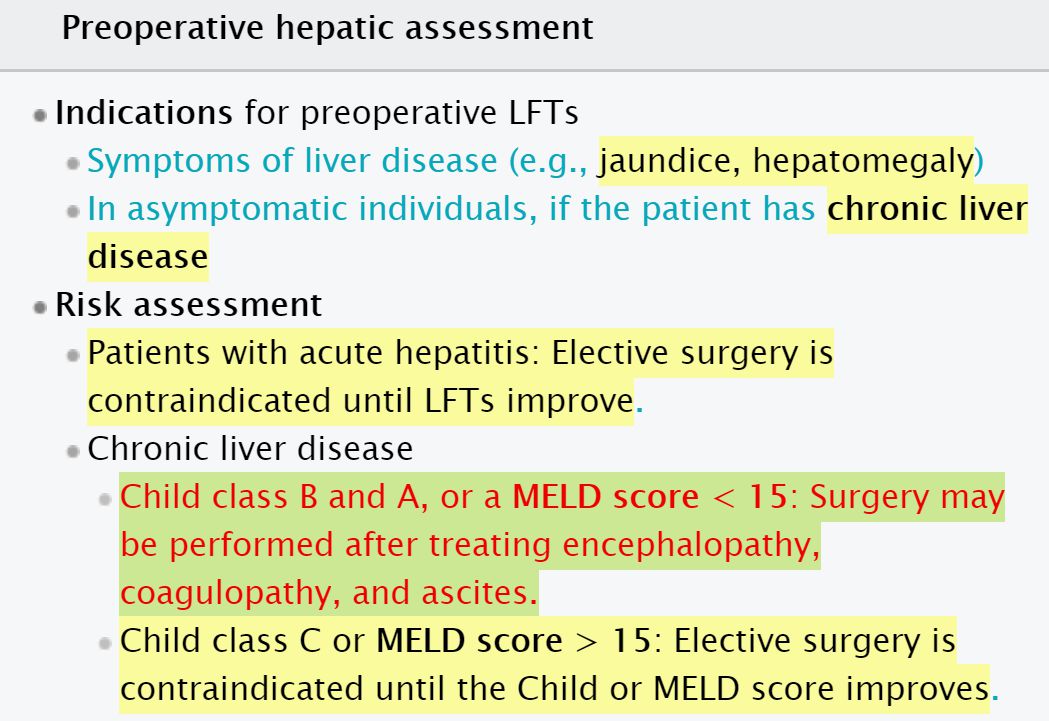 Preoperative hepatic assessment
Indications for preoperative LFTs
Symptoms of liver disease (e.g., jaundice, hepatomegaly)
In asymptomatic individuals, if the patient has chronic liver
disease
Risk assessment
Patients with acute hepatitis: Elective surgery is
contraindicated until LFTs improve.
Chronic liver disease
Child class B and A, or a MELD score < 15: Surgery may
be performed after treating encephalopathy,
coagulopathy, and ascites.
Child class C or MELD score > 15: Elective surgery is
contraindicated until the Child or MELD score improves.